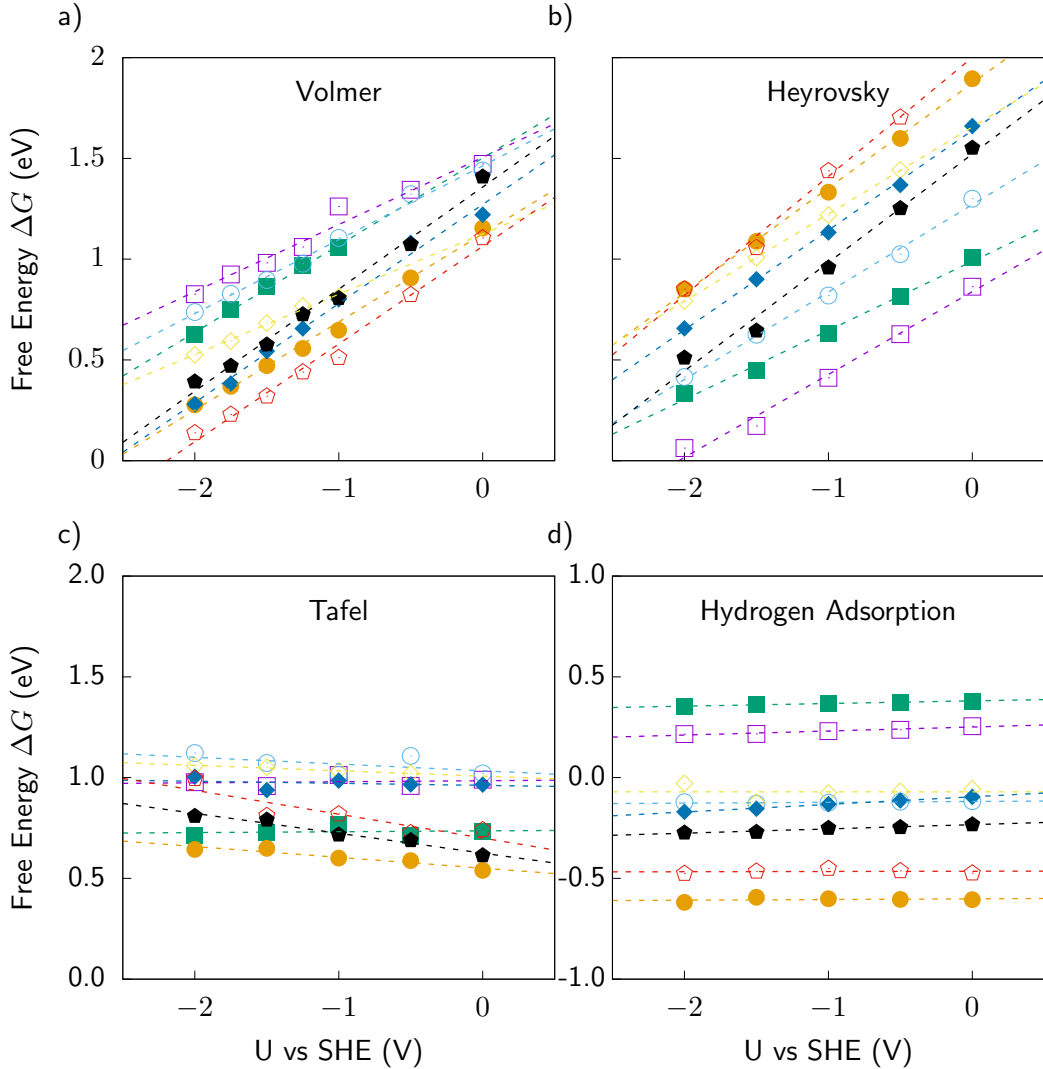 a)
b)
Volmer
Heyrovsky
Free Energy ΔG (eV)
2
1.5
1
0.5
0
−2
−1
0
−2
−1
0
c)
d)
Tafel
Hydrogen Adsorption
Free Energy ΔG (eV)
2.0
1.5
1.0
0.5
0.0
1.0
0.5
0.0
-0.5
-1.0
−2
−1
0
−2
−1
0
U vs SHE (V)
U vs SHE (V)